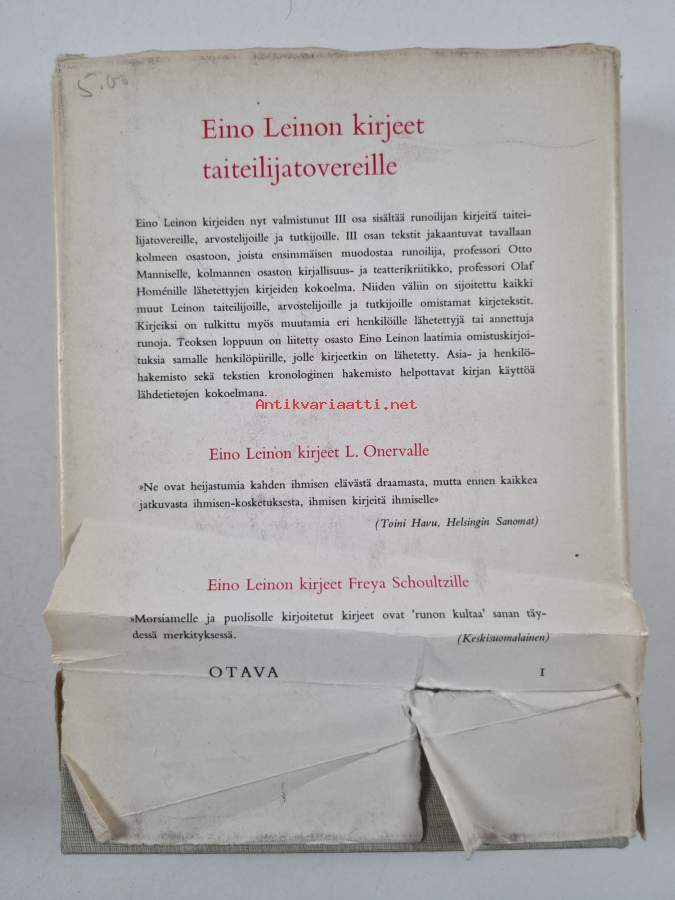 5.00
Eino Leinon kirjeet
taiteilijatovereille
Eino Leinon kirjeiden nyt valmistunut III osa sisältää runoilijan kirjeitä taitei-
lijatovereille, arvostelijoille ja tutkijoille. III osan tekstit jakaantuvat tavallaan
kolmeen osastoon, joista ensimmäisen muodostaa runoilija, professori Otto
Manniselle, kolmannen osaston kirjallisuus- ja teatterikriitikko, professori Olaf
Homénille lähetettyjen kirjeiden kokoelma. Niiden väliin on sijoitettu kaikki
muut Leinon taiteilijoille, arvostelijoille ja tutkijoille omistamat kirjetekstit.
Kirjeiksi on tulkittu myös muutamia eri henkilöille lähetettyjä tai annettuja
runoja. Teoksen loppuun on liitetty osasto Eino Leinon laatimia omistuskirjoi-
tuksia samalle henkilöpiirille, jolle kirjeetkin on lähetetty. Asia- ja henkilö-
hakemisto sekä tekstien kronologinen hakemisto helpottavat kirjan käyttöä
lähdetietojen kokoelmana.
Antikvariaatti.net
Eino Leinon kirjeet L. Onervalle
»Ne ovat heijastumia kahden ihmisen elävästä draamasta, mutta ennen kaikkea
jatkuvasta ihmisen-kosketuksesta, ihmisen kirjeitä ihmiselle»
(Toini Havu, Helsingin Sanomat)
Eino Leinon kirjeet Freya Schoultzille
»Morsiamelle ja puolisolle kirjoitetut kirjeet ovat 'runon kultaa' sanan täy-
dessä merkityksessä. (Keskisuomalainen)
OTAVA I